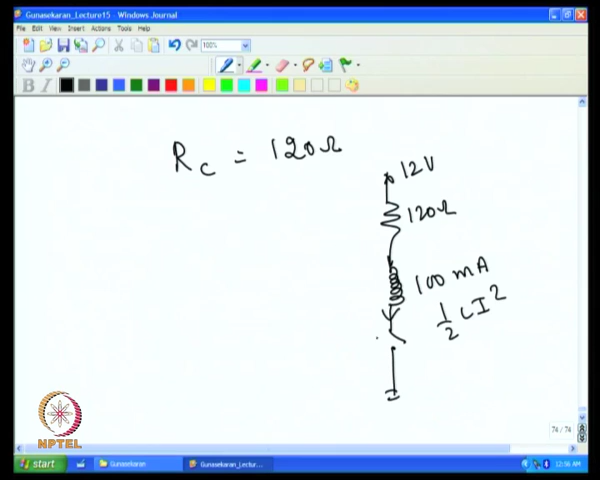 Gunasekaran_Lecture15 - Windows Journal
File Edit View Insert Actions Tools Help
100%
B I
R_C = 120Ω
12V
120Ω
100 mA
1/2 LI²
NPTEL
74 / 74
start
Gunasekaran
Gunasekaran_Lectur...
12:56 AM